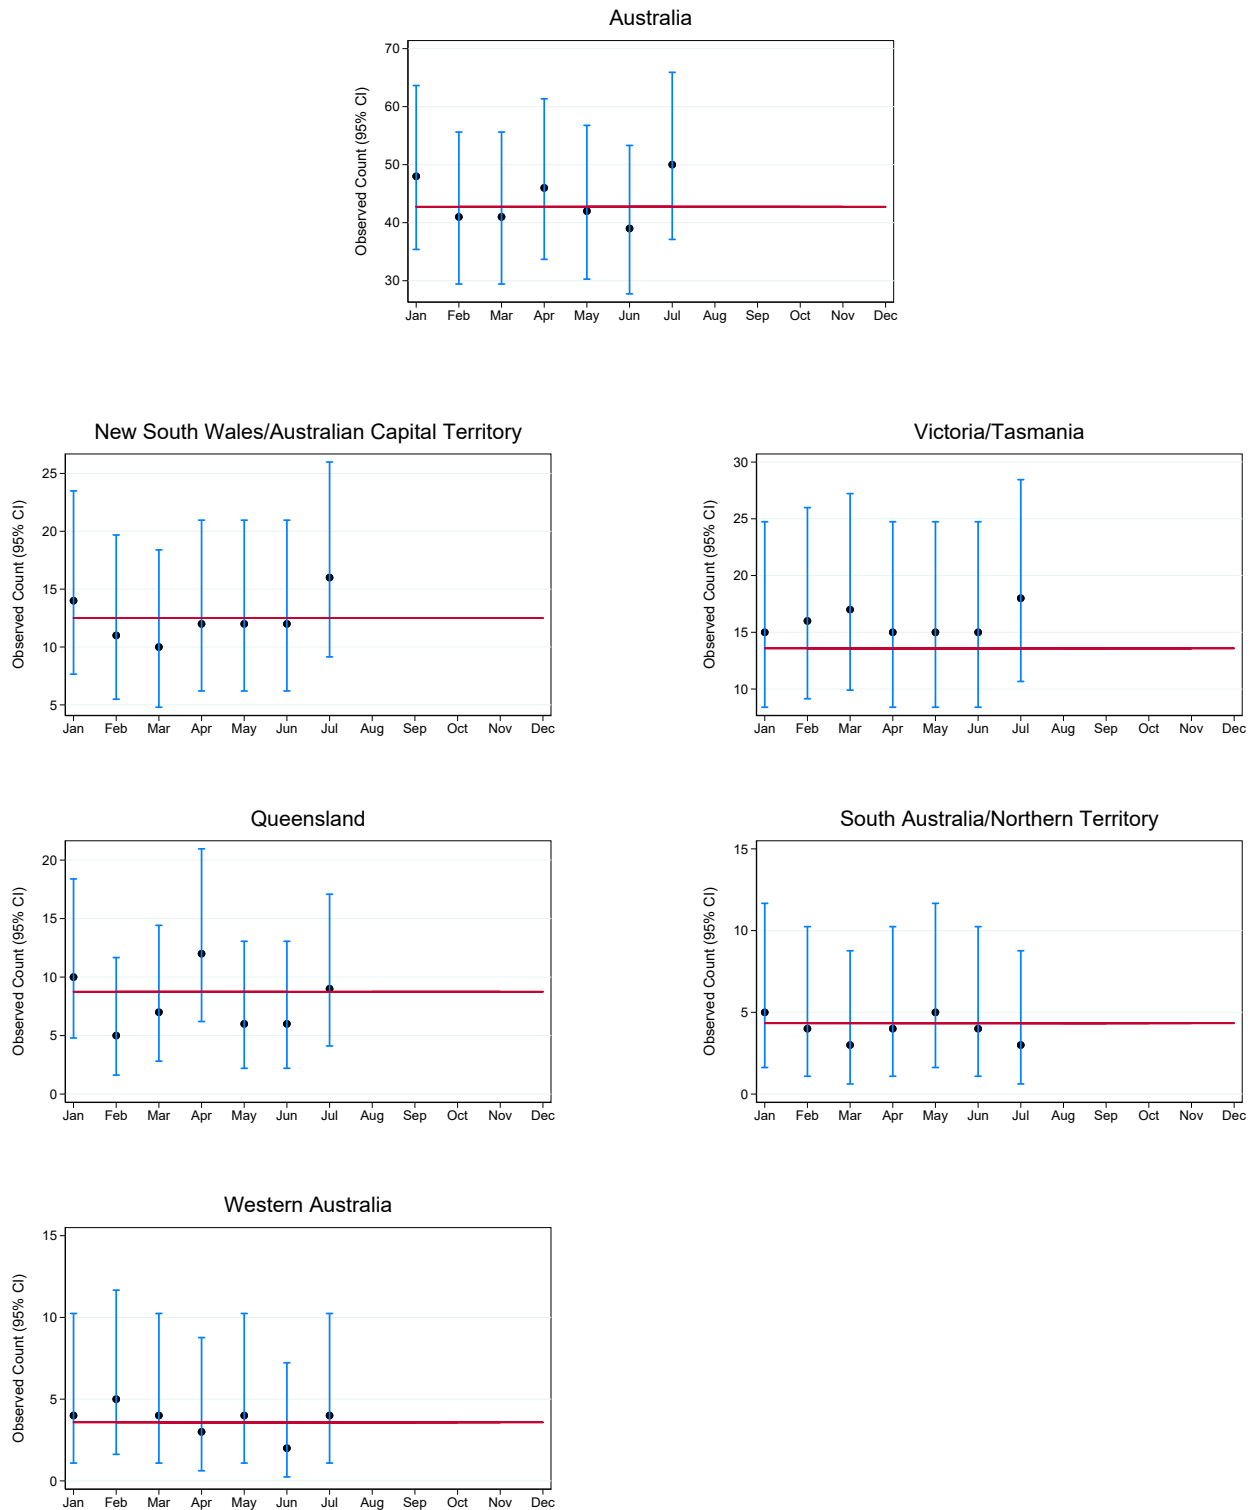 Australia
Observed Count (95% CI)
70
60
50
40
30
Jan Feb Mar Apr May Jun Jul Aug Sep Oct Nov Dec
New South Wales/Australian Capital Territory
Observed Count (95% CI)
25
20
15
10
5
Jan Feb Mar Apr May Jun Jul Aug Sep Oct Nov Dec
Victoria/Tasmania
Observed Count (95% CI)
30
25
20
15
10
Jan Feb Mar Apr May Jun Jul Aug Sep Oct Nov Dec
Queensland
Observed Count (95% CI)
20
15
10
5
0
Jan Feb Mar Apr May Jun Jul Aug Sep Oct Nov Dec
South Australia/Northern Territory
Observed Count (95% CI)
15
10
5
0
Jan Feb Mar Apr May Jun Jul Aug Sep Oct Nov Dec
Western Australia
Observed Count (95% CI)
15
10
5
0
Jan Feb Mar Apr May Jun Jul Aug Sep Oct Nov Dec